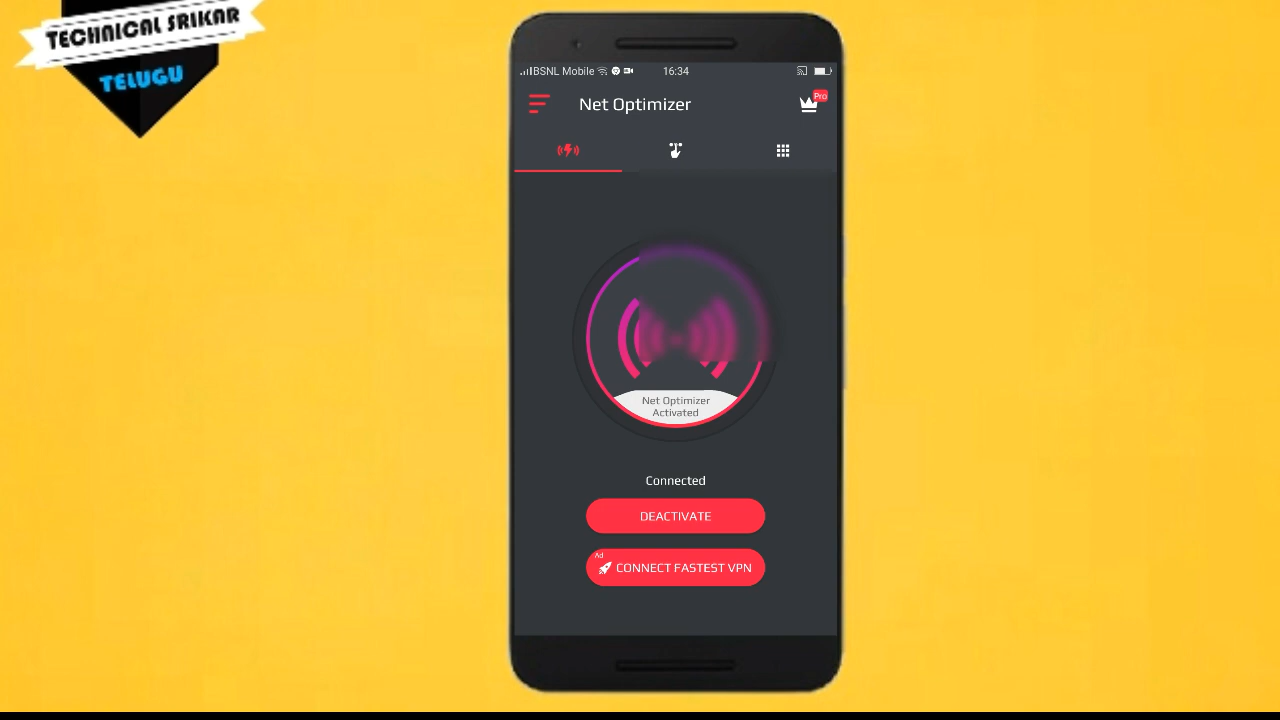 TECHNICAL SRIKAR
TELUGU
BSNL Mobile 16:34
Net Optimizer
Pro
Net Optimizer
Activated
Connected
DEACTIVATE
Ad
CONNECT FASTEST VPN